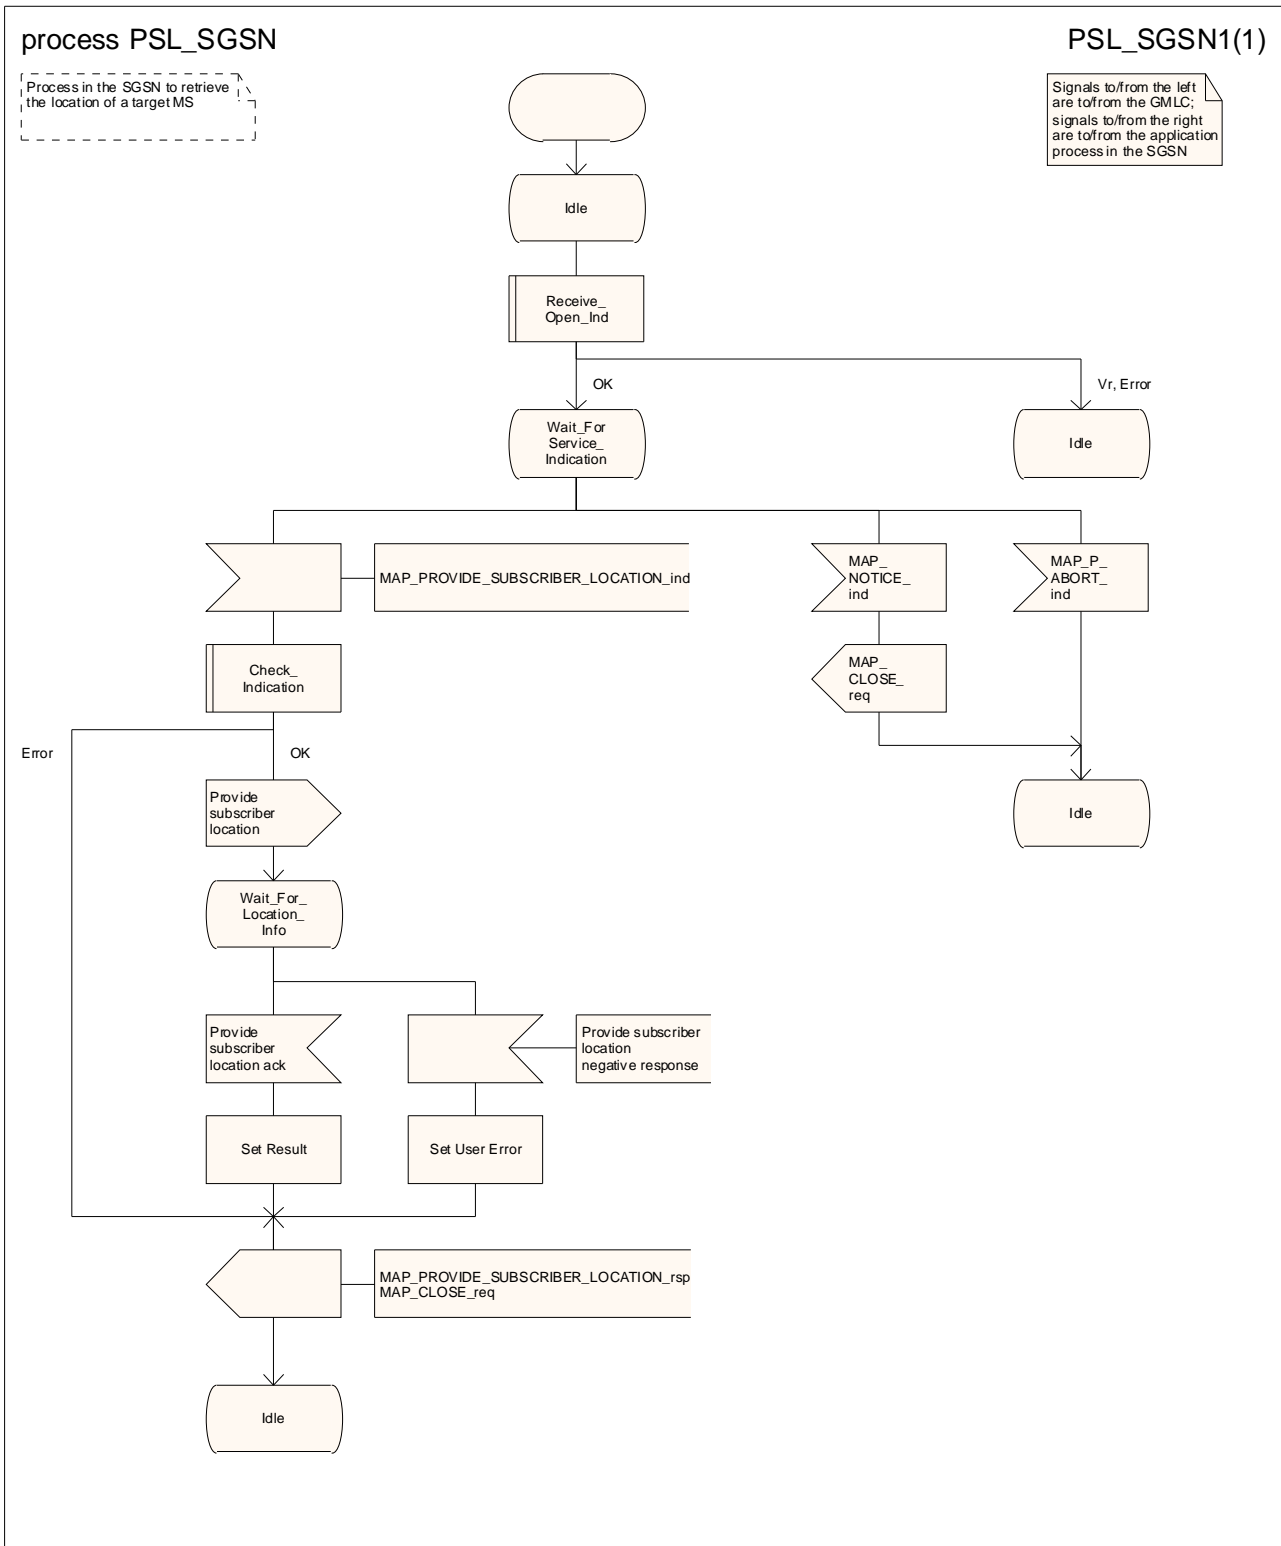 process PSL_SGSN
PSL_SGSN1(1)
Process in the SGSN to retrieve
the location of a target MS
Signals to/from the left
are to/from the GMLC;
signals to/from the right
are to/from the application
process in the SGSN
Idle
Receive_
Open_Ind
OK
Vr, Error
Wait_For
Service_
Indication
Idle
MAP_PROVIDE_SUBSCRIBER_LOCATION_ind
MAP_
NOTICE_
ind
MAP_P_
ABORT_
ind
Check_
Indication
MAP_
CLOSE_
req
Error
OK
Provide
subscriber
location
Idle
Wait_For_
Location_
Info
Provide
subscriber
location ack
Provide subscriber
location
negative response
Set Result
Set User Error
MAP_PROVIDE_SUBSCRIBER_LOCATION_rsp
MAP_CLOSE_req
Idle